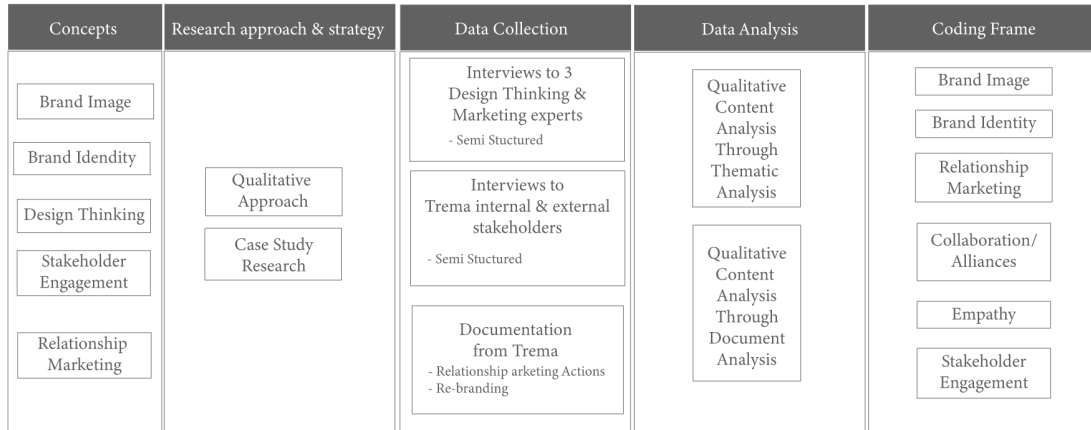 Concepts
Research approach & strategy
Data Collection
Data Analysis
Coding Frame
Brand Image
Brand Idendity
Design Thinking
Stakeholder
Engagement
Relationship
Marketing
Qualitative
Approach
Case Study
Research
Interviews to 3
Design Thinking &
Marketing experts
- Semi Stuctured
Interviews to
Trema internal & external
stakeholders
- Semi Stuctured
Documentation
from Trema
- Relationship arketing Actions
- Re-branding
Qualitative
Content
Analysis
Through
Thematic
Analysis
Qualitative
Content
Analysis
Through
Document
Analysis
Brand Image
Brand Identity
Relationship
Marketing
Collaboration/
Alliances
Empathy
Stakeholder
Engagement